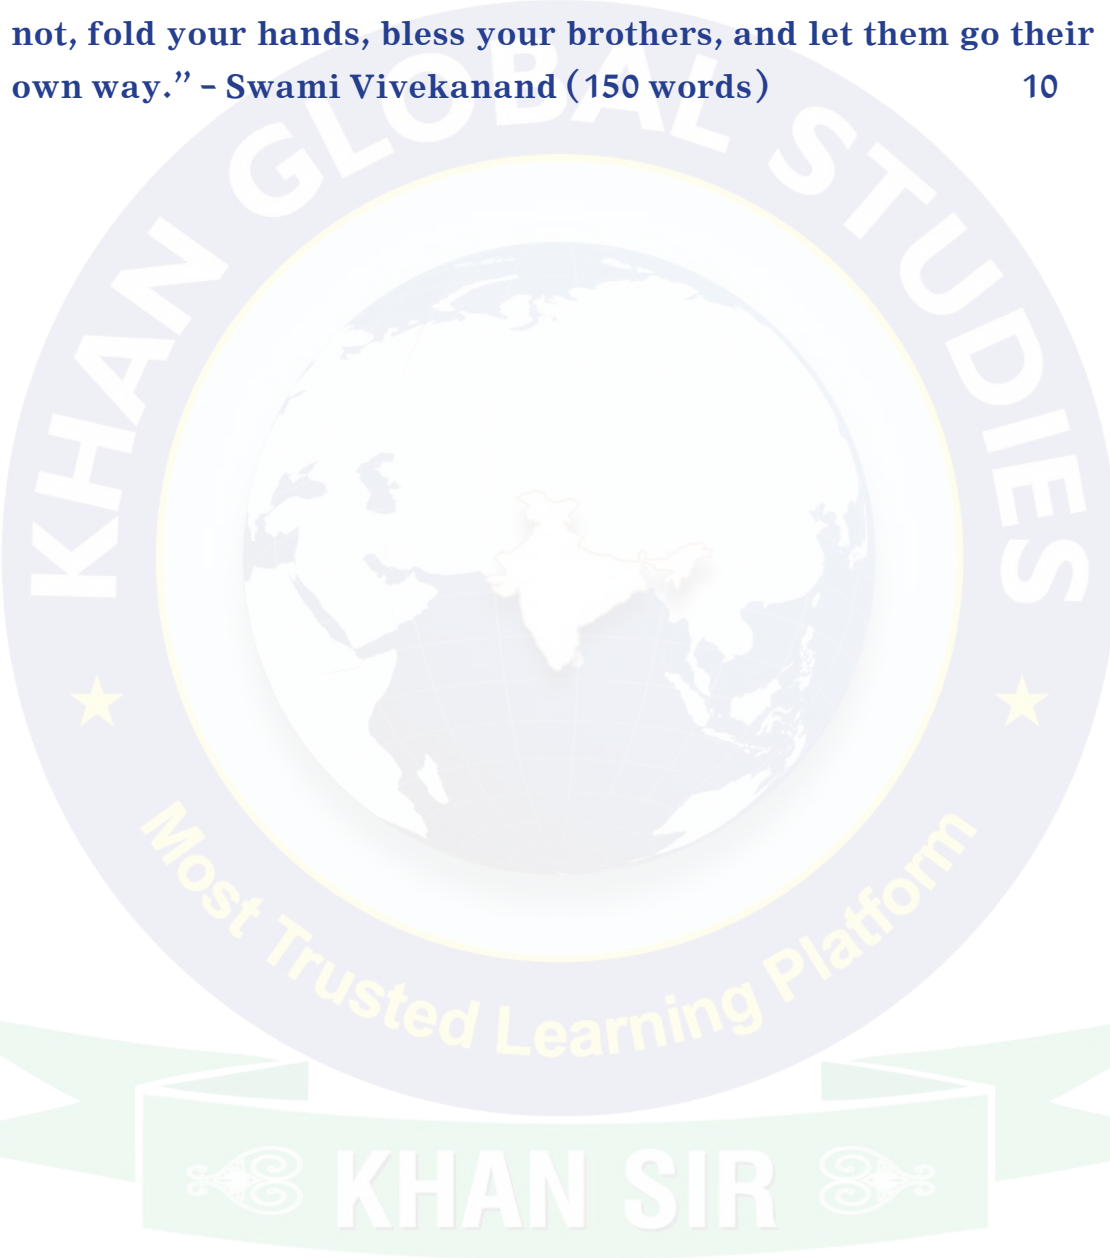 not, fold your hands, bless your brothers, and let them go their
own way.” – Swami Vivekanand (150 words) 10
KHAN GLOBAL STUDIES
Most Trusted Learning Platform
KHAN SIR